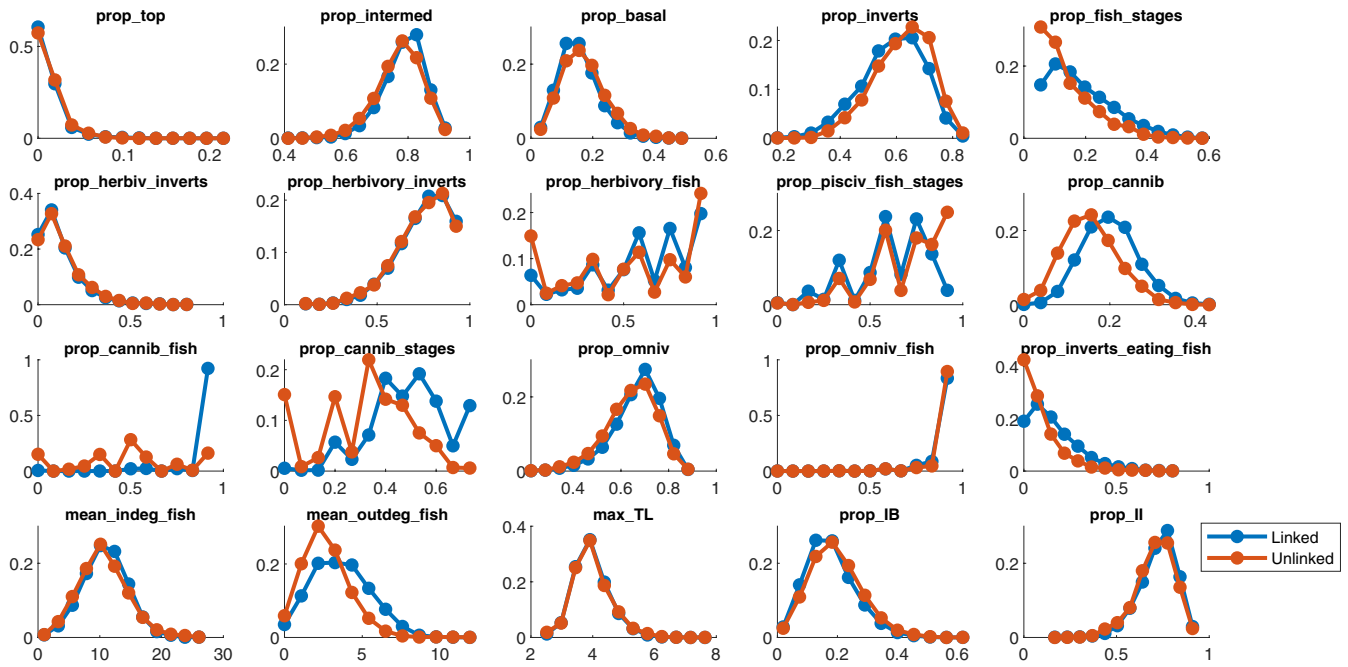 prop_top prop_intermed prop_basal prop_inverts prop_fish_stages
0.5 0.2 0.2 0.2 0.2
0 0 0 0 0
0 0.1 0.2 0.4 0.6 0.8 1 0 0.2 0.4 0.6 0.2 0.4 0.6 0.8 0 0.2 0.4 0.6
prop_herbiv_inverts prop_herbivory_inverts prop_herbivory_fish prop_pisciv_fish_stages prop_cannib
0.4 0.2 0.2 0.2 0.2
0.2 0.1
0 0 0 0 0
0 0.5 1 0 0.5 1 0 0.5 1 0 0.5 1 0 0.2 0.4
prop_cannib_fish prop_cannib_stages prop_omniv prop_omniv_fish prop_inverts_eating_fish
1 0.2 0.2 1 0.4
0.5 0.1 0.5 0.2
0 0 0 0 0
0 0.5 1 0 0.2 0.4 0.6 0.4 0.6 0.8 1 0 0.5 1 0 0.5 1
mean_indeg_fish mean_outdeg_fish max_TL prop_IB prop_II
0.2 0.2 0.4 0.2 0.2
0.2
0 0 0 0 0
0 10 20 30 0 5 10 2 4 6 8 0 0.2 0.4 0.6 0 0.5 1
Linked
Unlinked